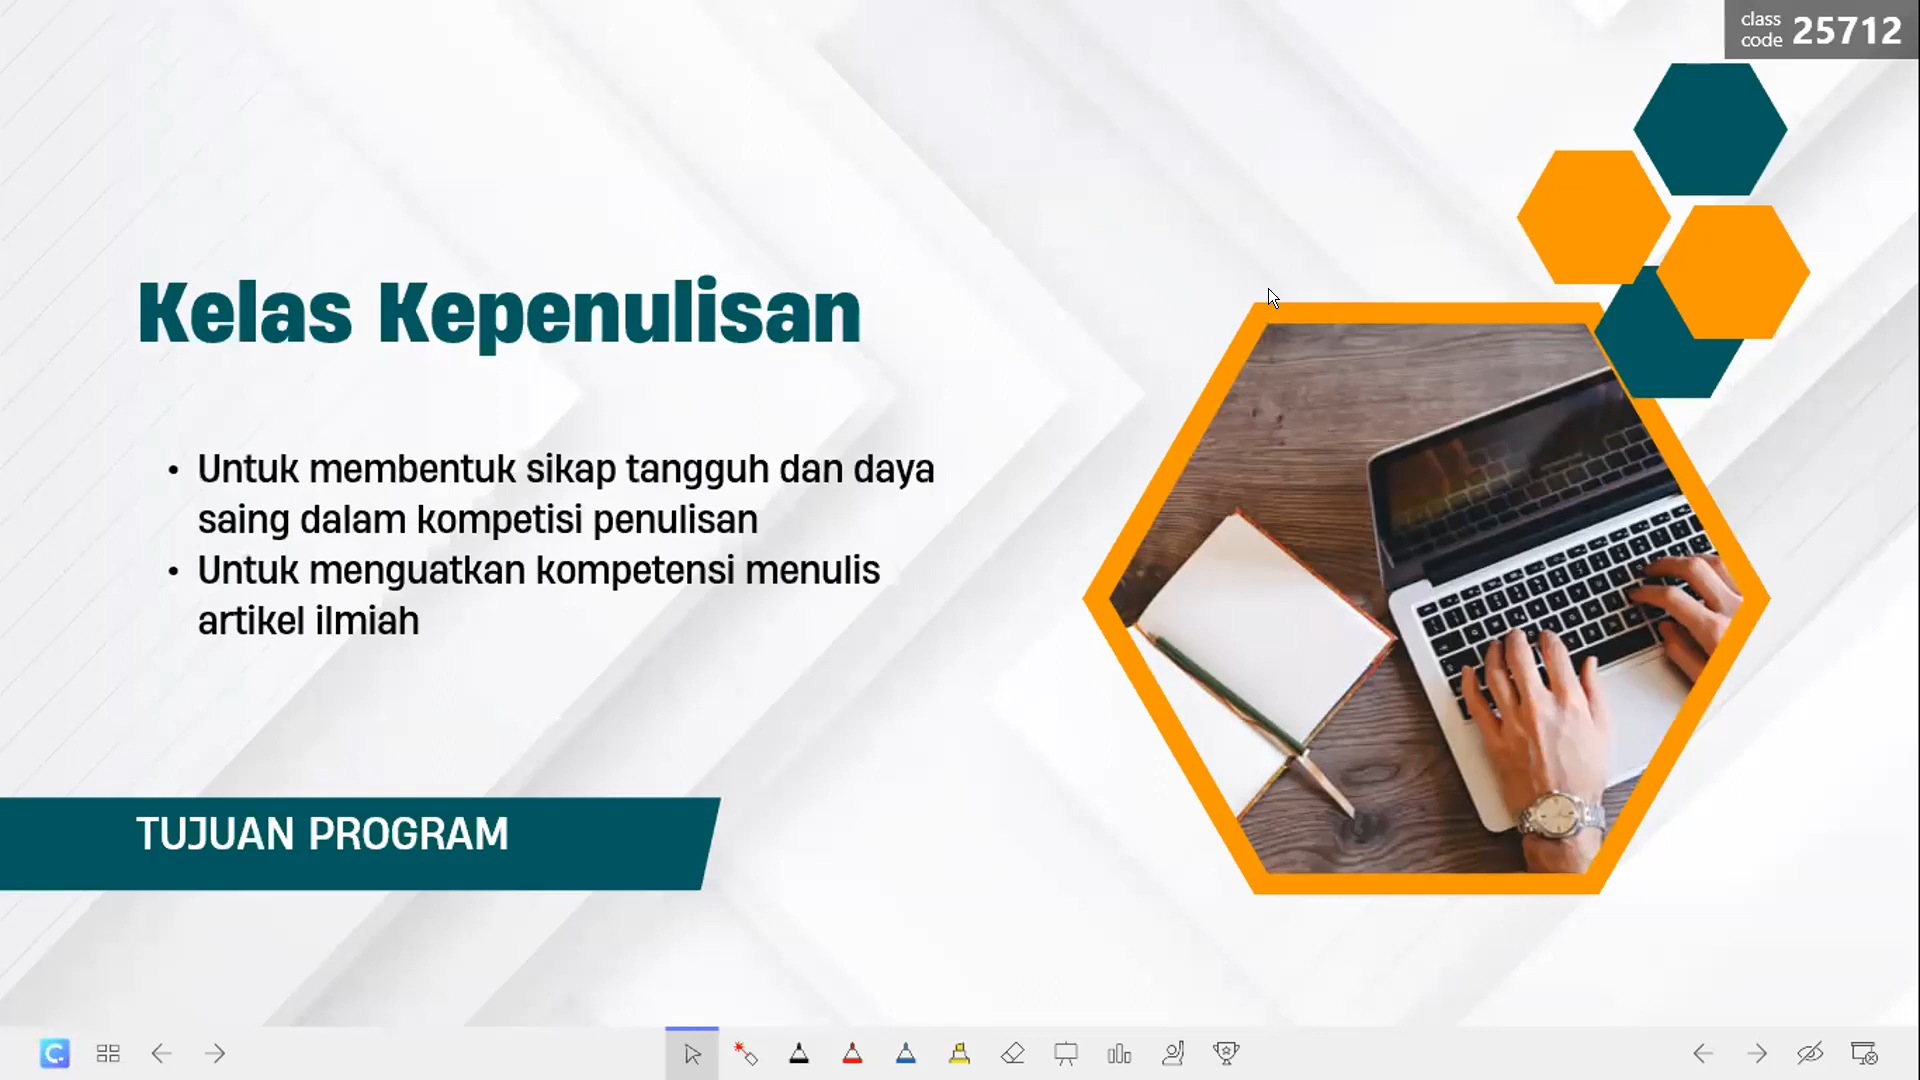 class
code 25712
Kelas Kepenulisan
• Untuk membentuk sikap tangguh dan daya
saing dalam kompetisi penulisan
• Untuk menguatkan kompetensi menulis
artikel ilmiah
TUJUAN PROGRAM